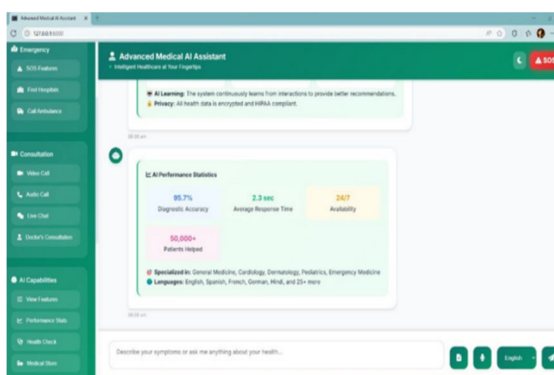 Advanced Medical AI Assistant
Emergency
SOS Features
Find Hospitals
Call Ambulance
Consultation
Video Call
Audio Call
Live Chat
Doctor's Consultation
AI Capabilities
View Features
Performance Stats
Health Check
Medical Store
Advanced Medical AI Assistant
Intelligent Healthcare at Your Fingertips
SOS
AI Learning: The system continuously learns from interactions to provide better recommendations.
Privacy: All health data is encrypted and HIPAA compliant.
AI Performance Statistics
95.7%
Diagnostic Accuracy
2.3 sec
Average Response Time
24/7
Availability
50,000+
Patients Helped
Specialized in: General Medicine, Cardiology, Dermatology, Pediatrics, Emergency Medicine
Languages: English, Spanish, French, German, Hindi, and 25+ more
Describe your symptoms or ask me anything about your health...
English